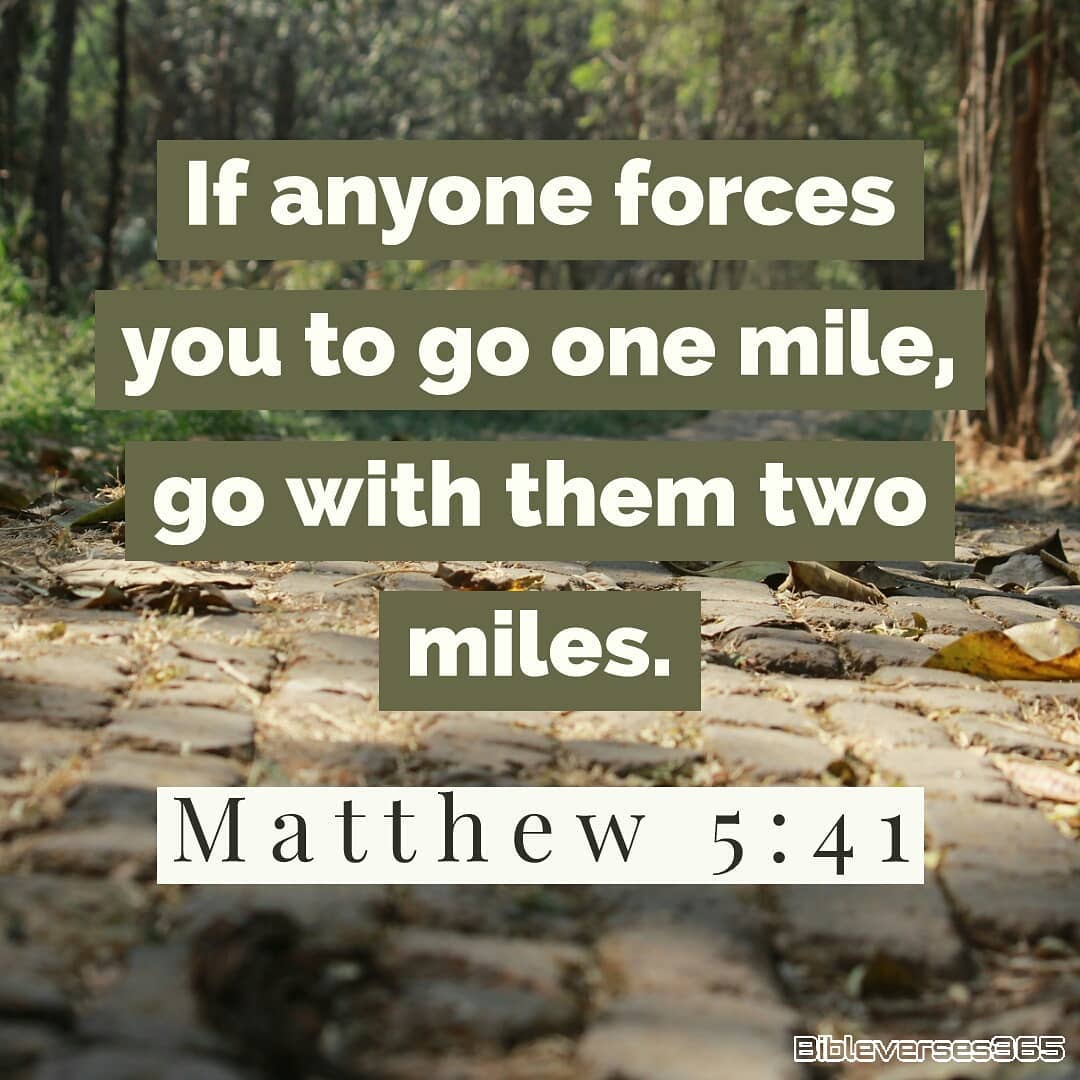 If anyone forces
you to go one mile,
go with them two
miles.
Matthew 5:41
Bibleverses365